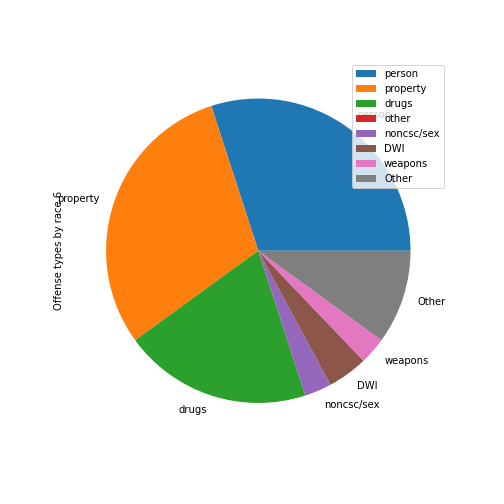 person
property
drugs
other
noncsc/sex
DWI
weapons
Other
person
property
Offense types by race 6
drugs
noncsc/sex
DWI
weapons
Other